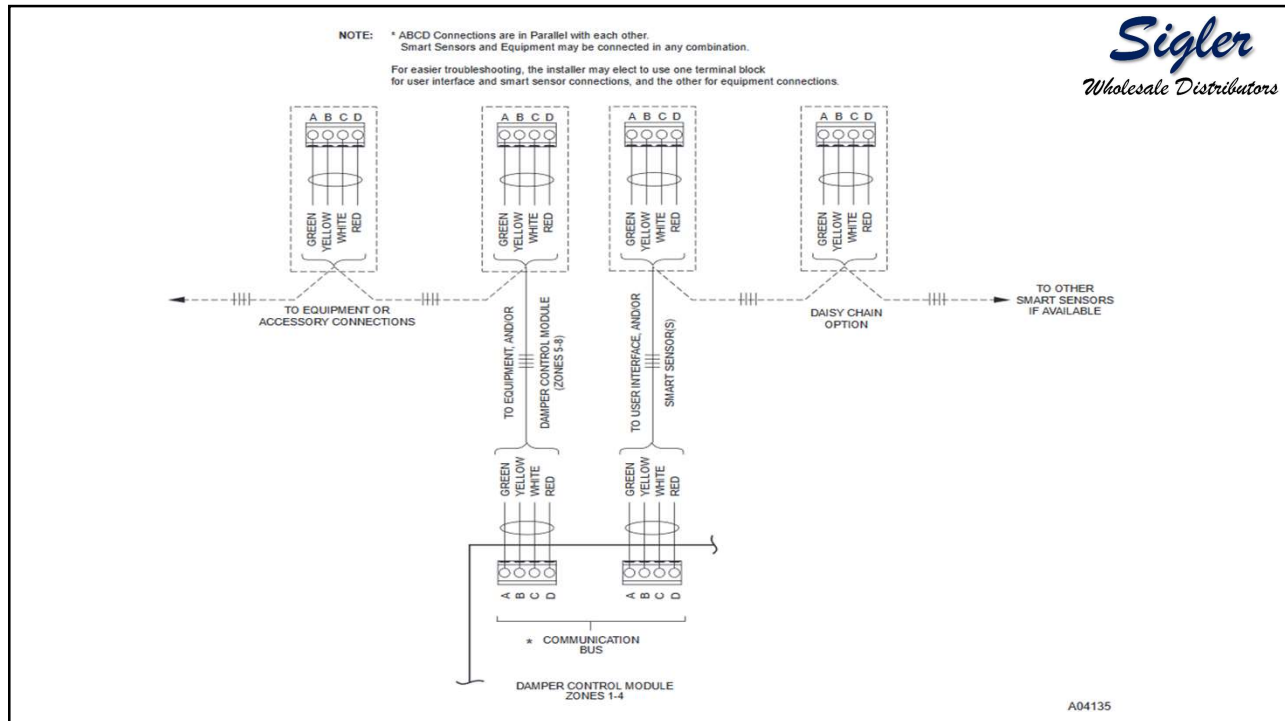 Sigler
Wholesale Distributors
NOTE: * ABCD Connections are in Parallel with each other.
Smart Sensors and Equipment may be connected in any combination.
For easier troubleshooting, the installer may elect to use one terminal block
for user interface and smart sensor connections, and the other for equipment connections.
A B C D
GREEN
YELLOW
WHITE
RED
A B C D
GREEN
YELLOW
WHITE
RED
A B C D
GREEN
YELLOW
WHITE
RED
A B C D
GREEN
YELLOW
WHITE
RED
TO EQUIPMENT OR
ACCESSORY CONNECTIONS
DAISY CHAIN
OPTION
TO OTHER
SMART SENSORS
IF AVAILABLE
TO EQUIPMENT, AND/OR
DAMPER CONTROL MODULE
(ZONES 5-8)
TO USER INTERFACE, AND/OR
SMART SENSOR(S)
GREEN
YELLOW
WHITE
RED
GREEN
YELLOW
WHITE
RED
A B C D
A B C D
* COMMUNICATION
BUS
DAMPER CONTROL MODULE
ZONES 1-4
A04135